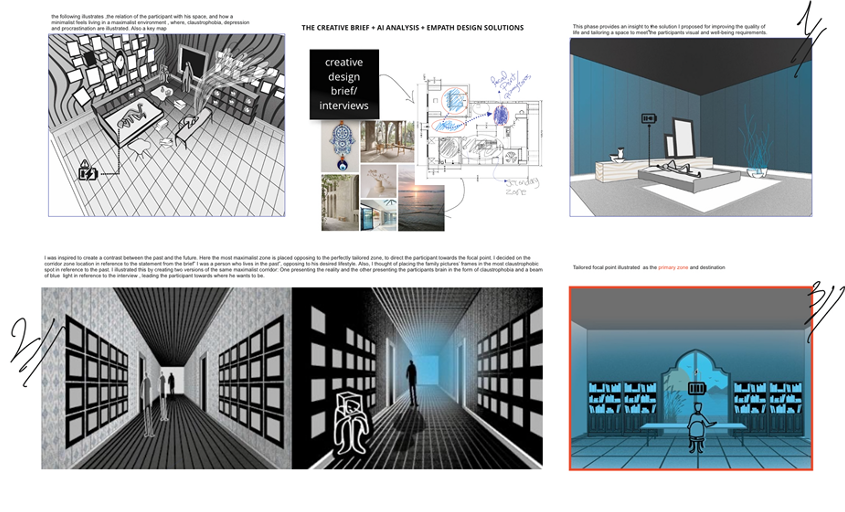 the following illustrates ,the relation of the participant with his space, and how a
minimalist feels living in a maximalist environment , where, claustrophobia, depression
and procrastination are illustrated. Also a key map
THE CREATIVE BRIEF + AI ANALYSIS + EMPATH DESIGN SOLUTIONS
This phase provides an insight to the solution I proposed for improving the quality of
life and tailoring a space to meet the participants visual and well-being requirements.
1/
creative
design
brief/
interviews
Focal
Point
zone
I was inspired to create a contrast between the past and the future. Here the most maximalist zone is placed opposing to the perfectly tailored zone, to direct the participant towards the focal point. I decided on the
corridor zone location in reference to the statement from the brief" I was a person who lives in the past", opposing to his desired lifestyle. Also, I thought of placing the family pictures' frames in the most claustrophobic
spot in reference to the past. I illustrated this by creating two versions of the same maximalist corridor: One presenting the reality and the other presenting the participants brain in the form of claustrophobia and a beam
of blue light in reference to the interview , leading the participant towards where he wants to be.
Tailored focal point illustrated as the primary zone and destination
2/
3/